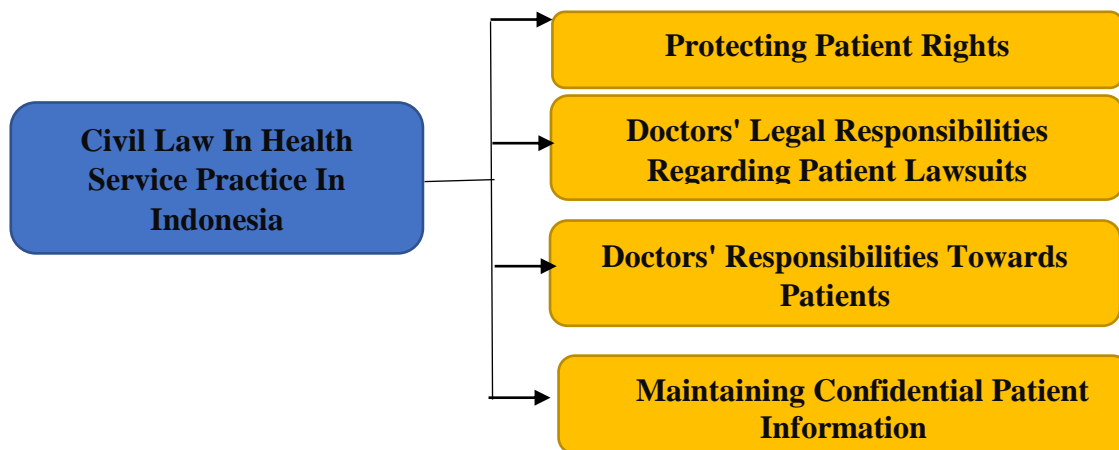 Civil Law In Health
Service Practice In
Indonesia
Protecting Patient Rights
Doctors' Legal Responsibilities
Regarding Patient Lawsuits
Doctors' Responsibilities Towards
Patients
Maintaining Confidential Patient
Information